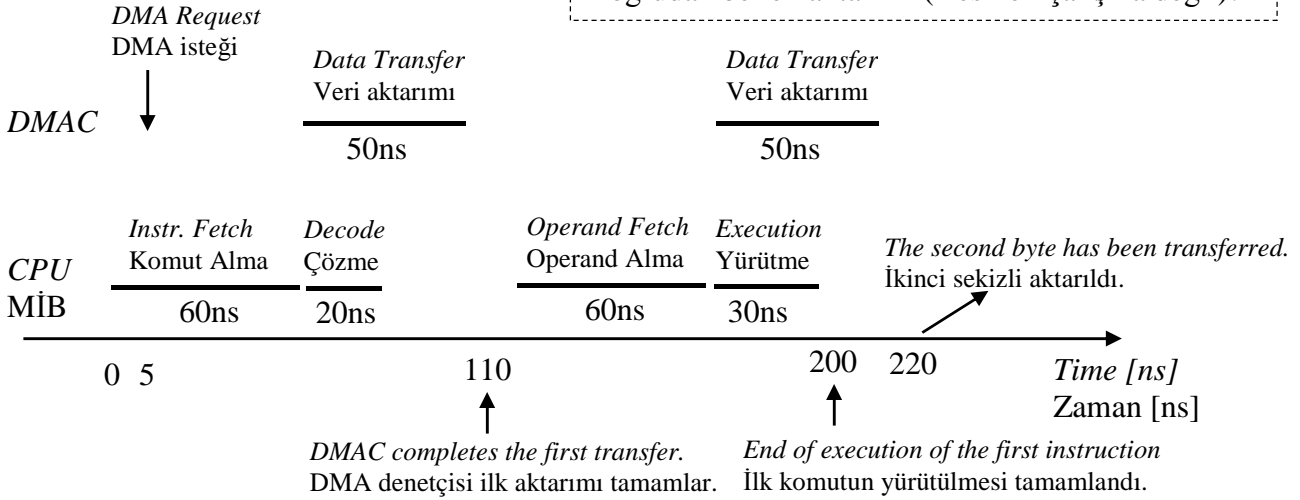 DMA Request
DMA isteği
Data Transfer
Veri aktarımı
Data Transfer
Veri aktarımı
DMAC
50ns
50ns
Instr. Fetch
Komut Alma
Decode
Çözme
Operand Fetch
Operand Alma
Execution
Yürütme
The second byte has been transferred.
İkinci sekizli aktarıldı.
CPU
MİB
60ns
20ns
60ns
30ns
0 5
110
200
220
Time [ns]
Zaman [ns]
DMAC completes the first transfer.
DMA denetçisi ilk aktarımı tamamlar.
End of execution of the first instruction
İlk komutun yürütülmesi tamamlandı.